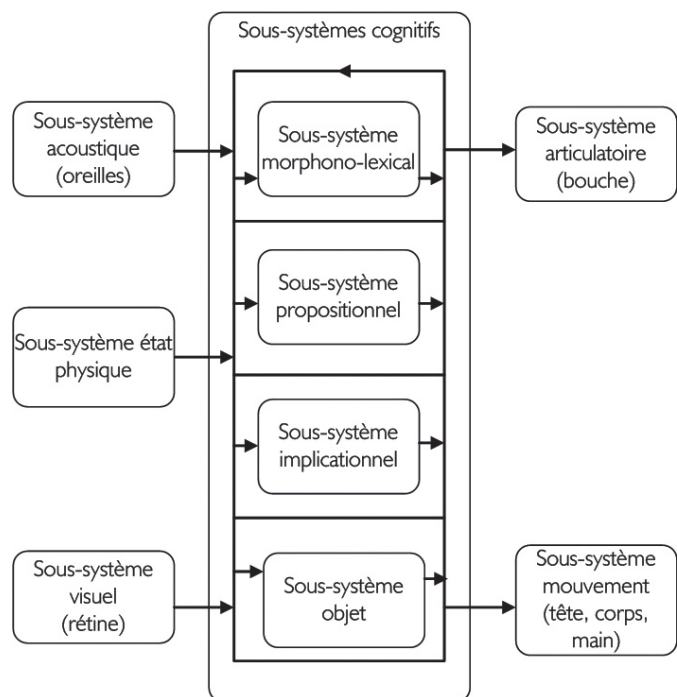 Sous-systèmes cognitifs
Sous-système
acoustique
(oreilles)
Sous-système
morphono-lexical
Sous-système
articulatoire
(bouche)
Sous-système
propositionnel
Sous-système état
physique
Sous-système
implicationnel
Sous-système
visuel
(rétine)
Sous-système
objet
Sous-système
mouvement
(tête, corps,
main)